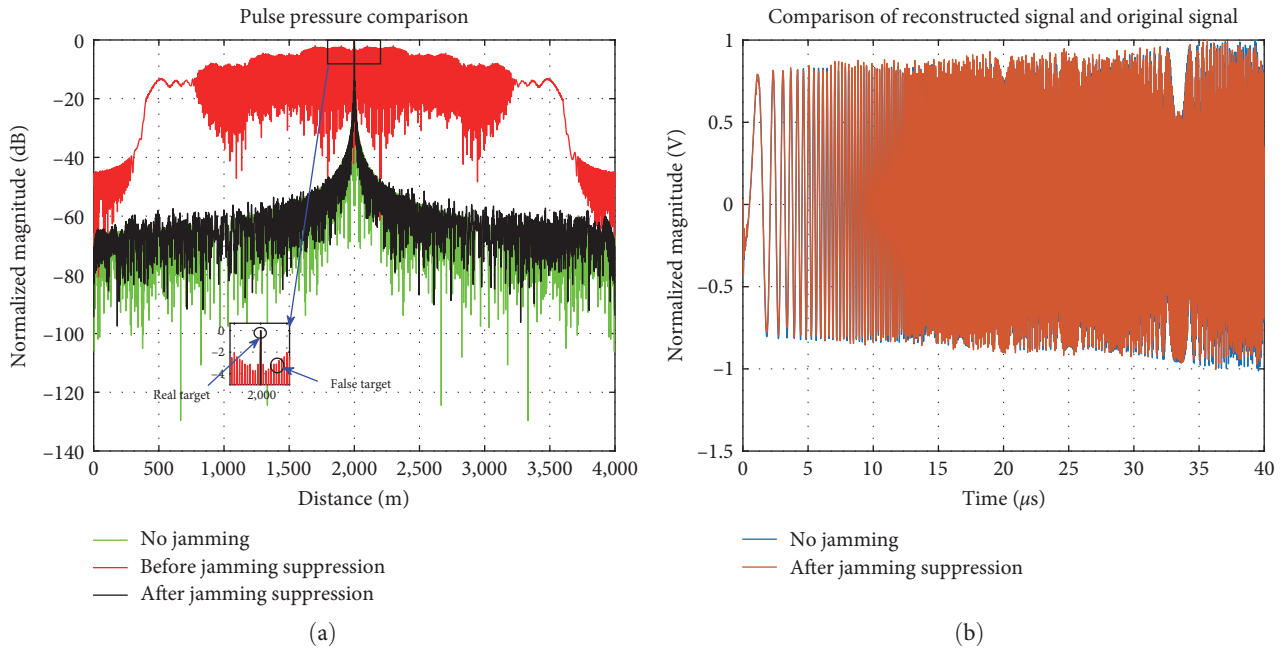 Pulse pressure comparison
Normalized magnitude (dB)
0
−20
−40
−60
−80
−100
−120
−140
0
−2
−4
2,000
Real target
False target
0 500 1,000 1,500 2,000 2,500 3,000 3,500 4,000
Distance (m)
No jamming
Before jamming suppression
After jamming suppression
(a)
Comparison of reconstructed signal and original signal
Normalized magnitude (V)
1
0.5
0
−0.5
−1
−1.5
0 5 10 15 20 25 30 35 40
Time (μs)
No jamming
After jamming suppression
(b)